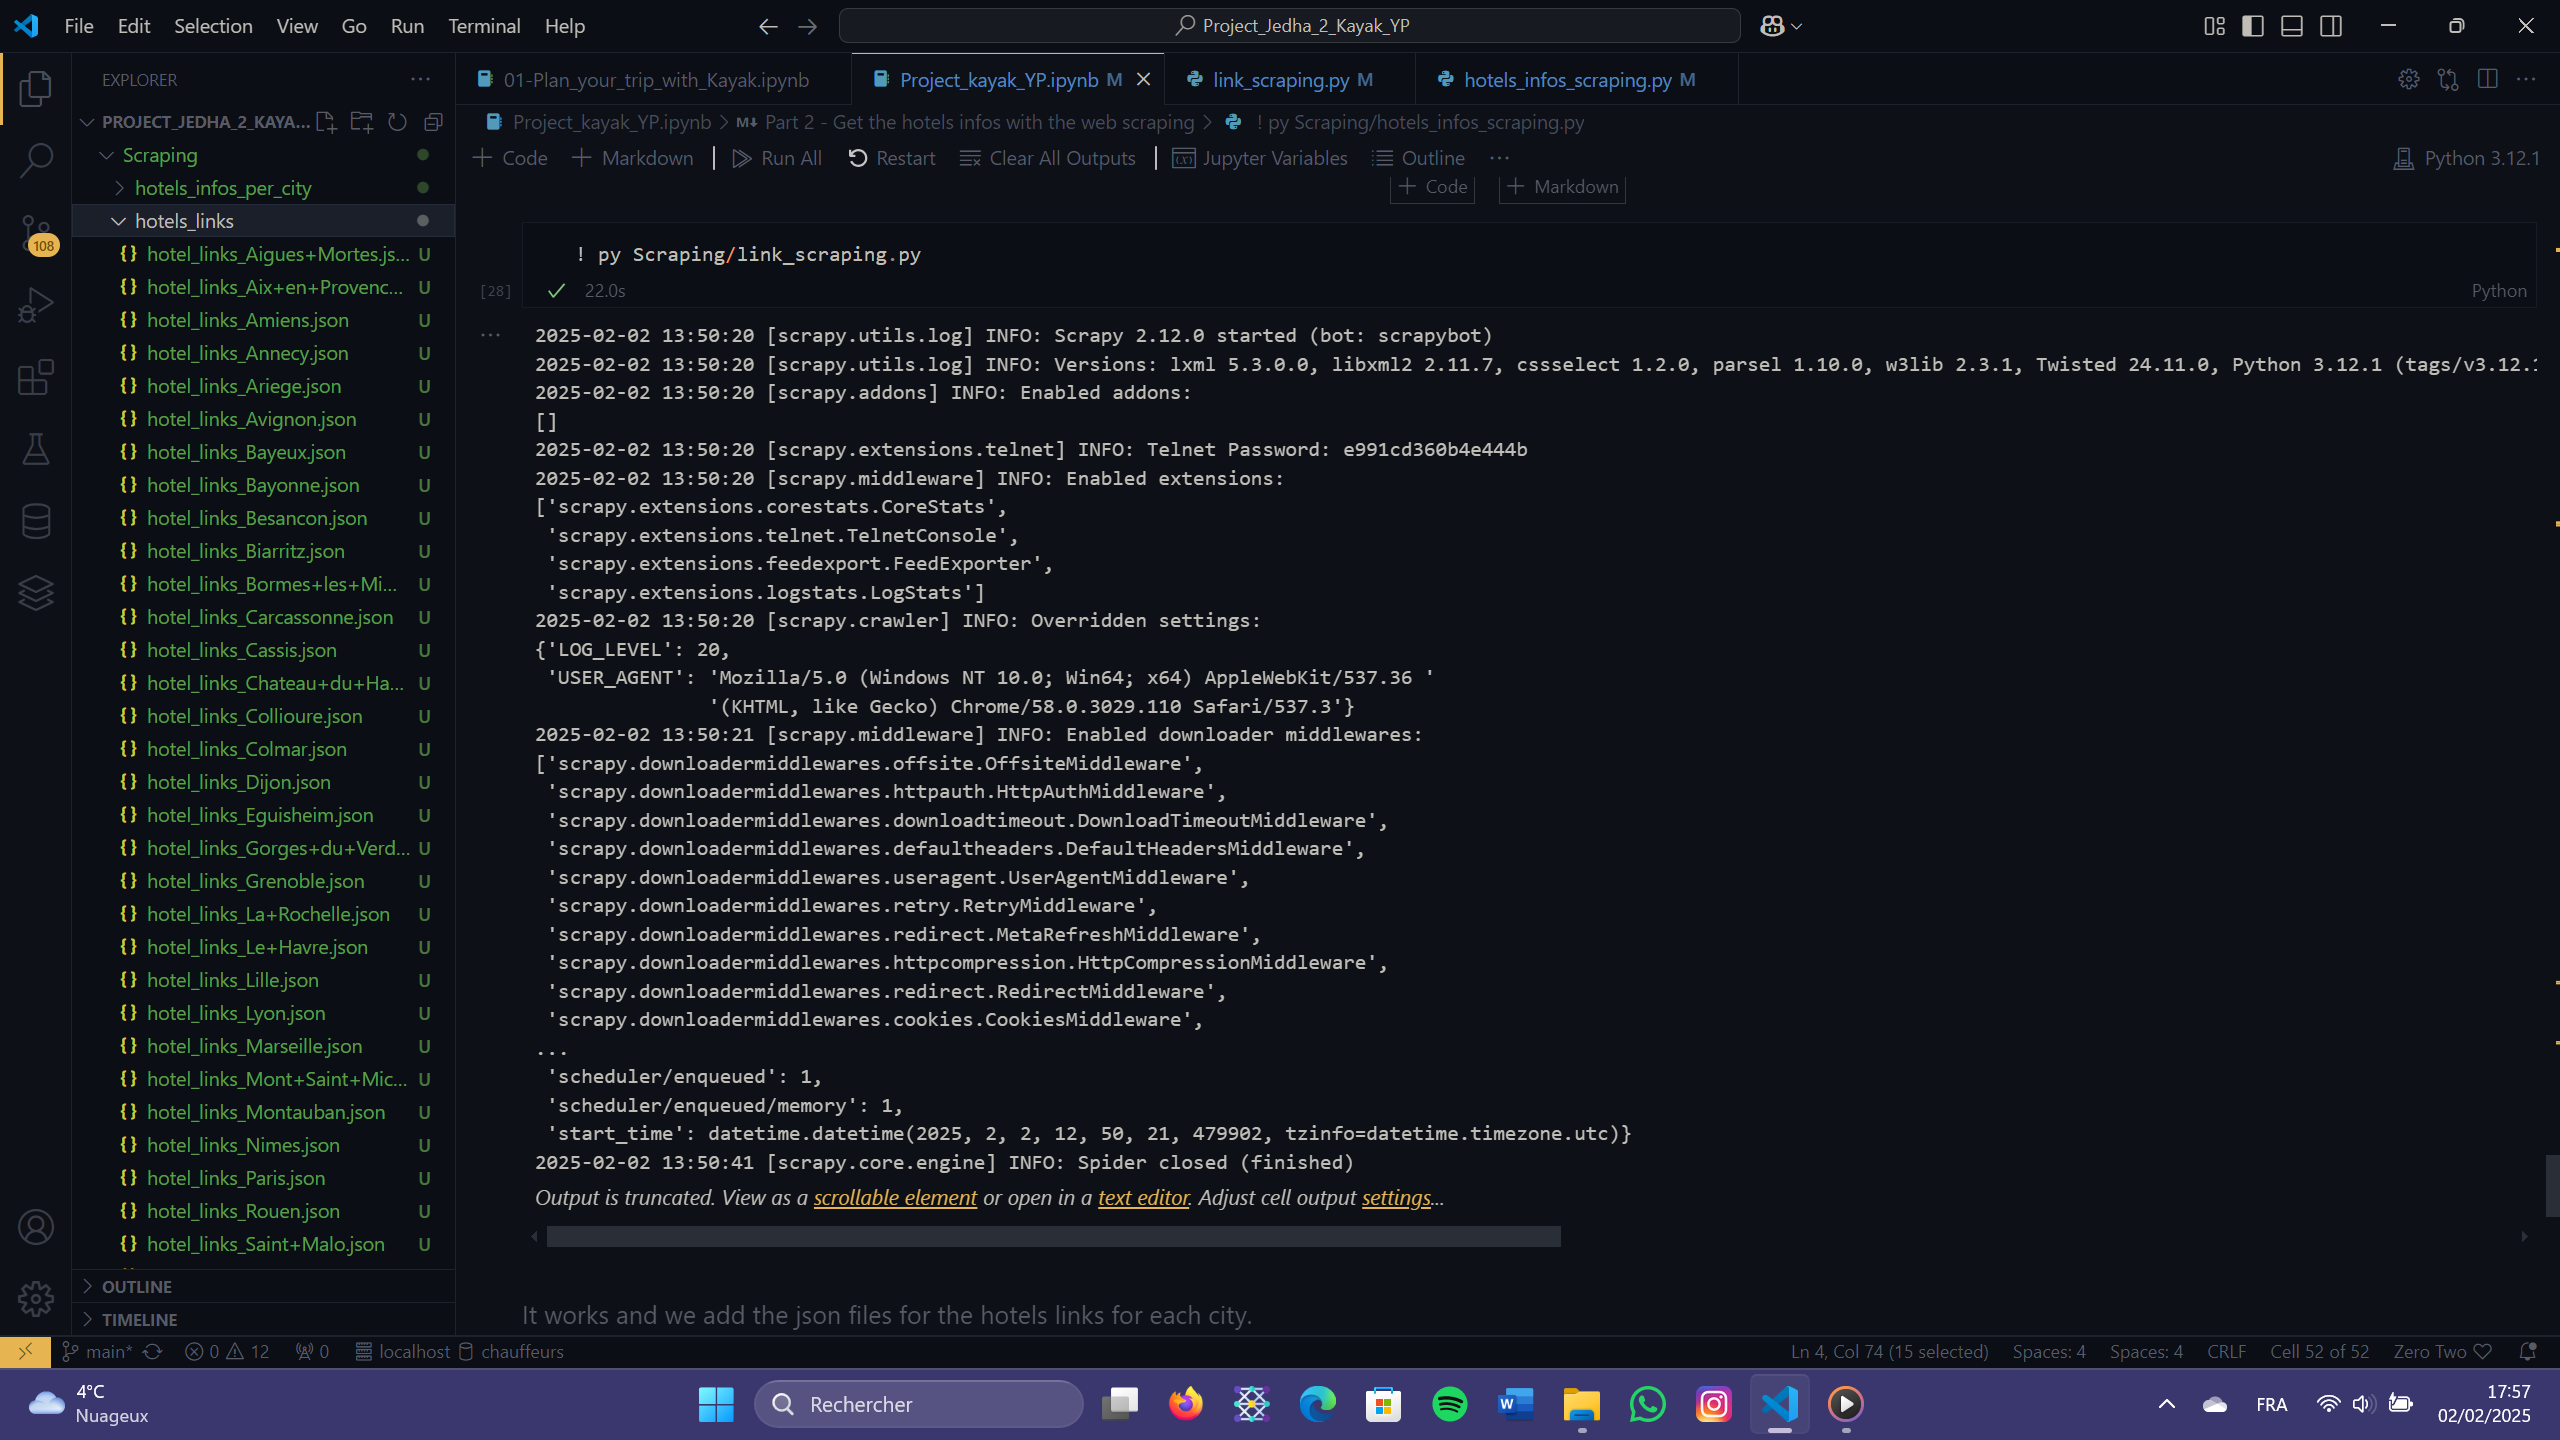 File Edit Selection View Go Run Terminal Help
Project_Jedha_2_Kayak_YP
EXPLORER
PROJECT_JEDHA_2_KAYA...
Scraping
hotels_infos_per_city
hotels_links
hotel_links_Aigues+Mortes.js... U
hotel_links_Aix+en+Provenc... U
hotel_links_Amiens.json U
hotel_links_Annecy.json U
hotel_links_Ariege.json U
hotel_links_Avignon.json U
hotel_links_Bayeux.json U
hotel_links_Bayonne.json U
hotel_links_Besancon.json U
hotel_links_Biarritz.json U
hotel_links_Bormes+les+Mi... U
hotel_links_Carcassonne.json U
hotel_links_Cassis.json U
hotel_links_Chateau+du+Ha... U
hotel_links_Collioure.json U
hotel_links_Colmar.json U
hotel_links_Dijon.json U
hotel_links_Eguisheim.json U
hotel_links_Gorges+du+Verd... U
hotel_links_Grenoble.json U
hotel_links_La+Rochelle.json U
hotel_links_Le+Havre.json U
hotel_links_Lille.json U
hotel_links_Lyon.json U
hotel_links_Marseille.json U
hotel_links_Mont+Saint+Mic... U
hotel_links_Montauban.json U
hotel_links_Nimes.json U
hotel_links_Paris.json U
hotel_links_Rouen.json U
hotel_links_Saint+Malo.json U
OUTLINE
TIMELINE
108
01-Plan_your_trip_with_Kayak.ipynb
Project_kayak_YP.ipynb M
link_scraping.py M
hotels_infos_scraping.py M
Project_kayak_YP.ipynb > M↓ Part 2 - Get the hotels infos with the web scraping > ! py Scraping/hotels_infos_scraping.py
+ Code + Markdown | Run All Restart Clear All Outputs | Jupyter Variables Outline ...
Python 3.12.1
+ Code + Markdown
! py Scraping/link_scraping.py
[28] 22.0s Python
2025-02-02 13:50:20 [scrapy.utils.log] INFO: Scrapy 2.12.0 started (bot: scrapybot)
2025-02-02 13:50:20 [scrapy.utils.log] INFO: Versions: lxml 5.3.0.0, libxml2 2.11.7, cssselect 1.2.0, parsel 1.10.0, w3lib 2.3.1, Twisted 24.11.0, Python 3.12.1 (tags/v3.12.1
2025-02-02 13:50:20 [scrapy.addons] INFO: Enabled addons:
[]
2025-02-02 13:50:20 [scrapy.extensions.telnet] INFO: Telnet Password: e991cd360b4e444b
2025-02-02 13:50:20 [scrapy.middleware] INFO: Enabled extensions:
['scrapy.extensions.corestats.CoreStats',
'scrapy.extensions.telnet.TelnetConsole',
'scrapy.extensions.feedexport.FeedExporter',
'scrapy.extensions.logstats.LogStats']
2025-02-02 13:50:20 [scrapy.crawler] INFO: Overridden settings:
{'LOG_LEVEL': 20,
'USER_AGENT': 'Mozilla/5.0 (Windows NT 10.0; Win64; x64) AppleWebKit/537.36 '
'(KHTML, like Gecko) Chrome/58.0.3029.110 Safari/537.3'}
2025-02-02 13:50:21 [scrapy.middleware] INFO: Enabled downloader middlewares:
['scrapy.downloadermiddlewares.offsite.OffsiteMiddleware',
'scrapy.downloadermiddlewares.httpauth.HttpAuthMiddleware',
'scrapy.downloadermiddlewares.downloadtimeout.DownloadTimeoutMiddleware',
'scrapy.downloadermiddlewares.defaultheaders.DefaultHeadersMiddleware',
'scrapy.downloadermiddlewares.useragent.UserAgentMiddleware',
'scrapy.downloadermiddlewares.retry.RetryMiddleware',
'scrapy.downloadermiddlewares.redirect.MetaRefreshMiddleware',
'scrapy.downloadermiddlewares.httpcompression.HttpCompressionMiddleware',
'scrapy.downloadermiddlewares.redirect.RedirectMiddleware',
'scrapy.downloadermiddlewares.cookies.CookiesMiddleware',
...
'scheduler/enqueued': 1,
'scheduler/enqueued/memory': 1,
'start_time': datetime.datetime(2025, 2, 2, 12, 50, 21, 479902, tzinfo=datetime.timezone.utc)}
2025-02-02 13:50:41 [scrapy.core.engine] INFO: Spider closed (finished)
Output is truncated. View as a scrollable element or open in a text editor. Adjust cell output settings...
It works and we add the json files for the hotels links for each city.
main* 0 12 0 localhost chauffeurs
Ln 4, Col 74 (15 selected) Spaces: 4 Spaces: 4 CRLF Cell 52 of 52 Zero Two
4°C
Nuageux
Rechercher
FRA
17:57
02/02/2025